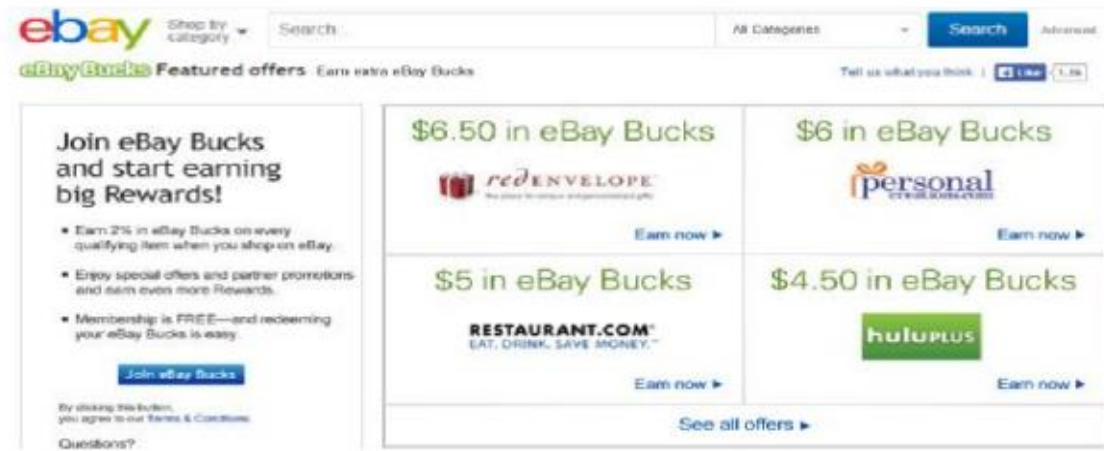 ebay Shop by category Search... All Categories Search Advanced
eBay Bucks Featured offers Earn extra eBay Bucks Tell us what you think | Like
Join eBay Bucks
and start earning
big Rewards!
• Earn 2% in eBay Bucks on every
qualifying item when you shop on eBay.
• Enjoy special offers and partner promotions
and earn even more Rewards.
• Membership is FREE—and redeeming
your eBay Bucks is easy.
Join eBay Bucks
By clicking this button,
you agree to our Terms & Conditions
Questions?
$6.50 in eBay Bucks
redENVELOPE
Earn now
$6 in eBay Bucks
personal
creations.com
Earn now
$5 in eBay Bucks
RESTAURANT.COM
EAT. DRINK. SAVE MONEY.
Earn now
$4.50 in eBay Bucks
huluPLUS
Earn now
See all offers